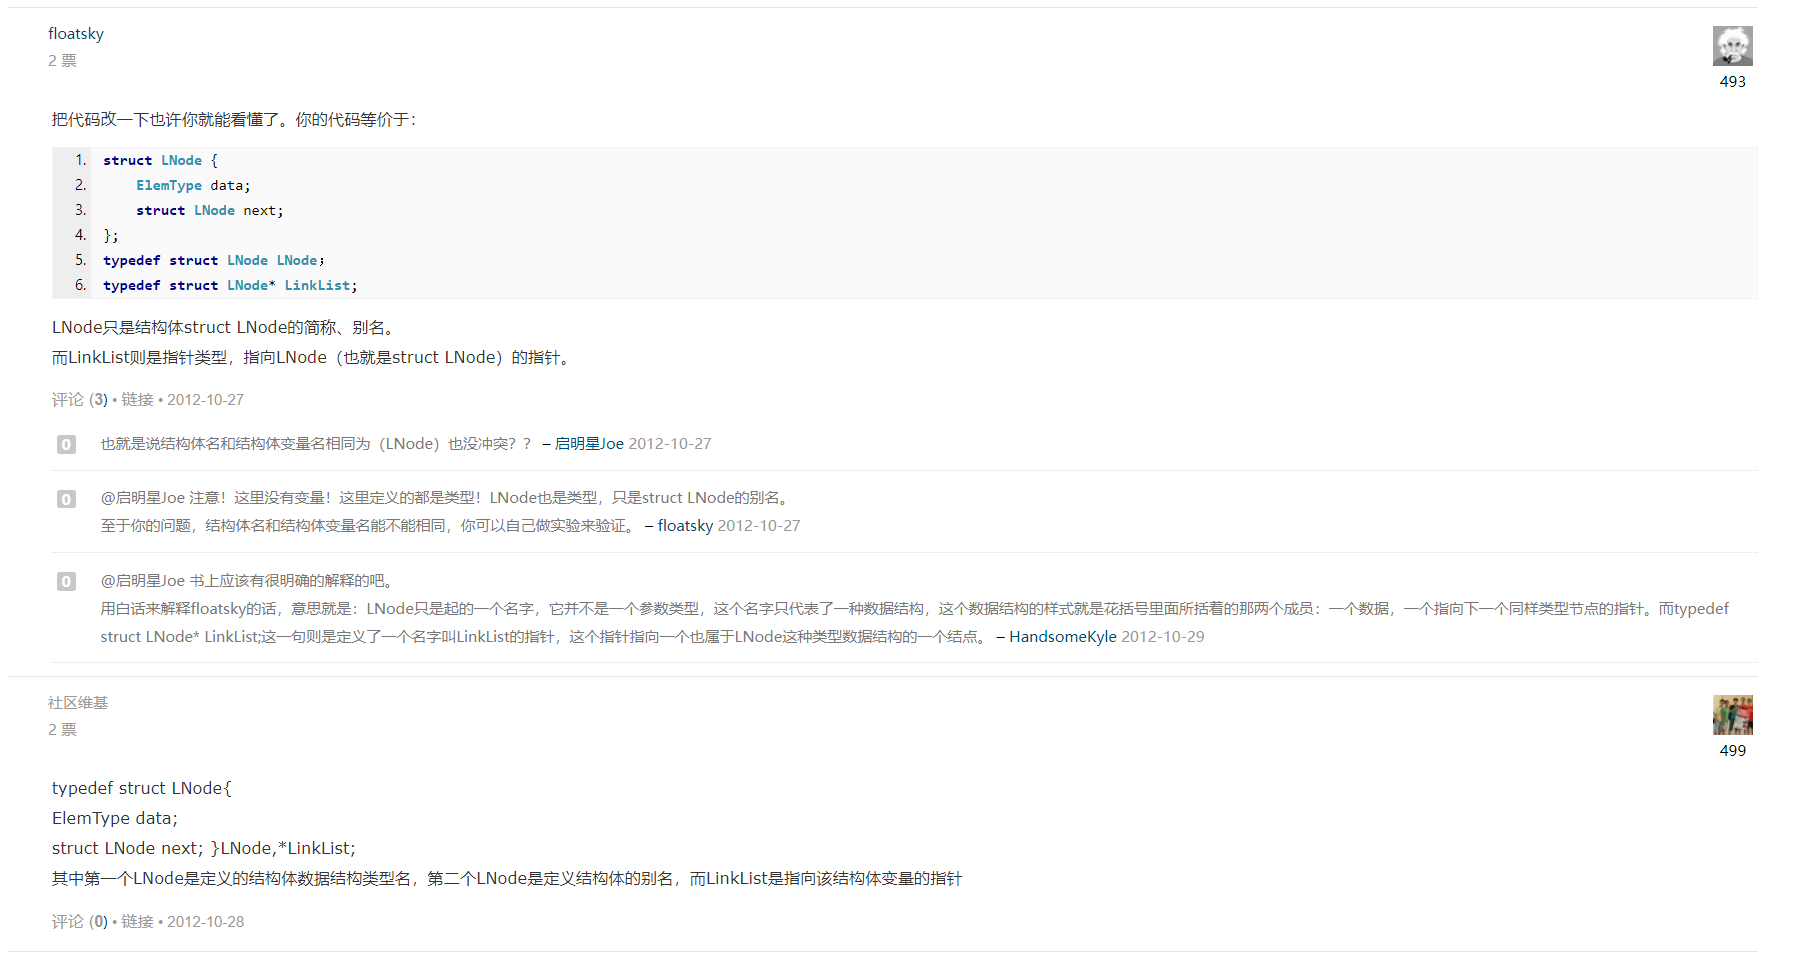 floatsky
2 票
493
把代码改一下也许你就能看懂了。你的代码等价于：
1. struct LNode {
2. ElemType data;
3. struct LNode next;
4. };
5. typedef struct LNode LNode；
6. typedef struct LNode* LinkList;
LNode只是结构体struct LNode的简称、别名。
而LinkList则是指针类型，指向LNode（也就是struct LNode）的指针。
评论 (3) • 链接 • 2012-10-27
0 也就是说结构体名和结构体变量名相同为（LNode）也没冲突？？ – 启明星Joe 2012-10-27
0 @启明星Joe 注意！这里没有变量！这里定义的都是类型！LNode也是类型，只是struct LNode的别名。
至于你的问题，结构体名和结构体变量名能不能相同，你可以自己做实验来验证。 – floatsky 2012-10-27
0 @启明星Joe 书上应该有很明确的解释的吧。
用白话来解释floatsky的话，意思就是：LNode只是起的一个名字，它并不是一个参数类型，这个名字只代表了一种数据结构，这个数据结构的样式就是花括号里面所括着的那两个成员：一个数据，一个指向下一个同样类型节点的指针。而typedef
struct LNode* LinkList;这一句则是定义了一个名字叫LinkList的指针，这个指针指向一个也属于LNode这种类型数据结构的一个结点。 – HandsomeKyle 2012-10-29
社区维基
2 票
499
typedef struct LNode{
ElemType data;
struct LNode next; }LNode,*LinkList;
其中第一个LNode是定义的结构体数据结构类型名，第二个LNode是定义结构体的别名，而LinkList是指向该结构体变量的指针
评论 (0) • 链接 • 2012-10-28